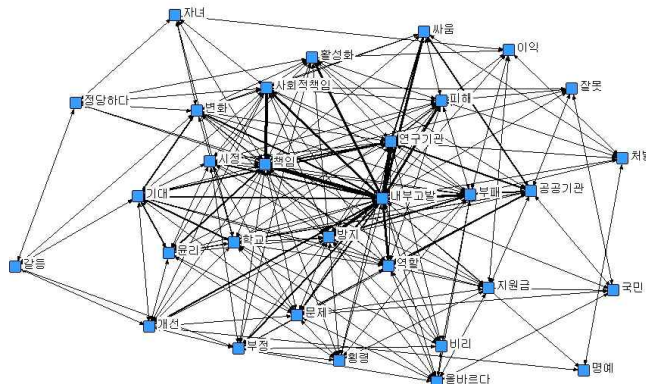 자녀
싸움
이익
활성화
사회적책임
잘못
피해
정당하다
변화
연구기관
시정
책임
내부고발
부패
공공기관
기대
방지
학교
윤리
역할
갈등
지원금
국민
문제
개선
부정
횡령
비리
올바르다
명예